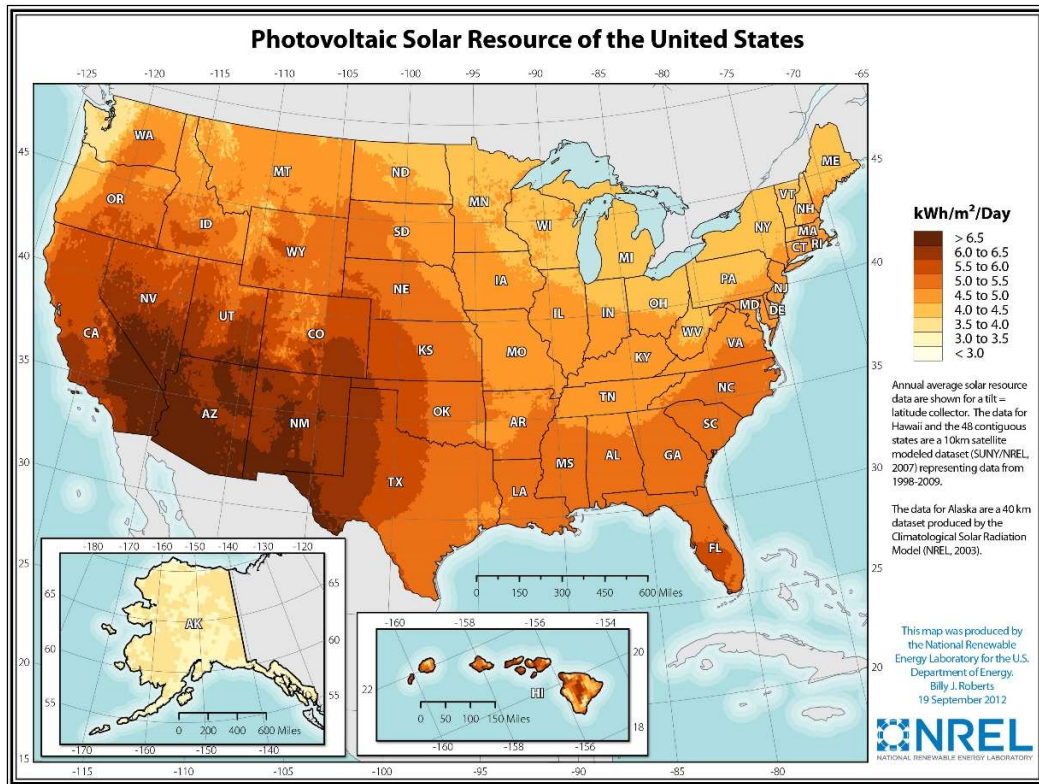 Photovoltaic Solar Resource of the United States
-125 -120 -115 -110 -105 -100 -95 -90 -85 -80 -75 -70 -65
45
40
35
30
25
20
15
45
40
35
30
25
20
-115 -110 -105 -100 -95 -90 -85 -80
WA
OR
CA
NV
ID
MT
WY
UT
AZ
CO
NM
ND
SD
NE
KS
OK
TX
MN
IA
MO
AR
LA
WI
IL
MI
IN
OH
KY
TN
MS
AL
GA
FL
SC
NC
VA
WV
MD
DE
NJ
PA
NY
CT
RI
MA
VT
NH
ME
kWh/m²/Day
> 6.5
6.0 to 6.5
5.5 to 6.0
5.0 to 5.5
4.5 to 5.0
4.0 to 4.5
3.5 to 4.0
3.0 to 3.5
< 3.0
Annual average solar resource
data are shown for a tilt =
latitude collector. The data for
Hawaii and the 48 contiguous
states are a 10km satellite
modeled dataset (SUNY/NREL,
2007) representing data from
1998-2009.
The data for Alaska are a 40 km
dataset produced by the
Climatological Solar Radiation
Model (NREL, 2003).
0 150 300 450 600 Miles
-180 -170 -160 -140 -130 -120
65
60
55
65
60
55
AK
0 200 400 600 Miles
-170 -160 -150 -140
-160 -158 -156 -154
22
20
18
HI
0 50 100 150 Miles
-160 -158 -156
This map was produced by
the National Renewable
Energy Laboratory for the U.S.
Department of Energy.
Billy J. Roberts
19 September 2012
NREL
NATIONAL RENEWABLE ENERGY LABORATORY